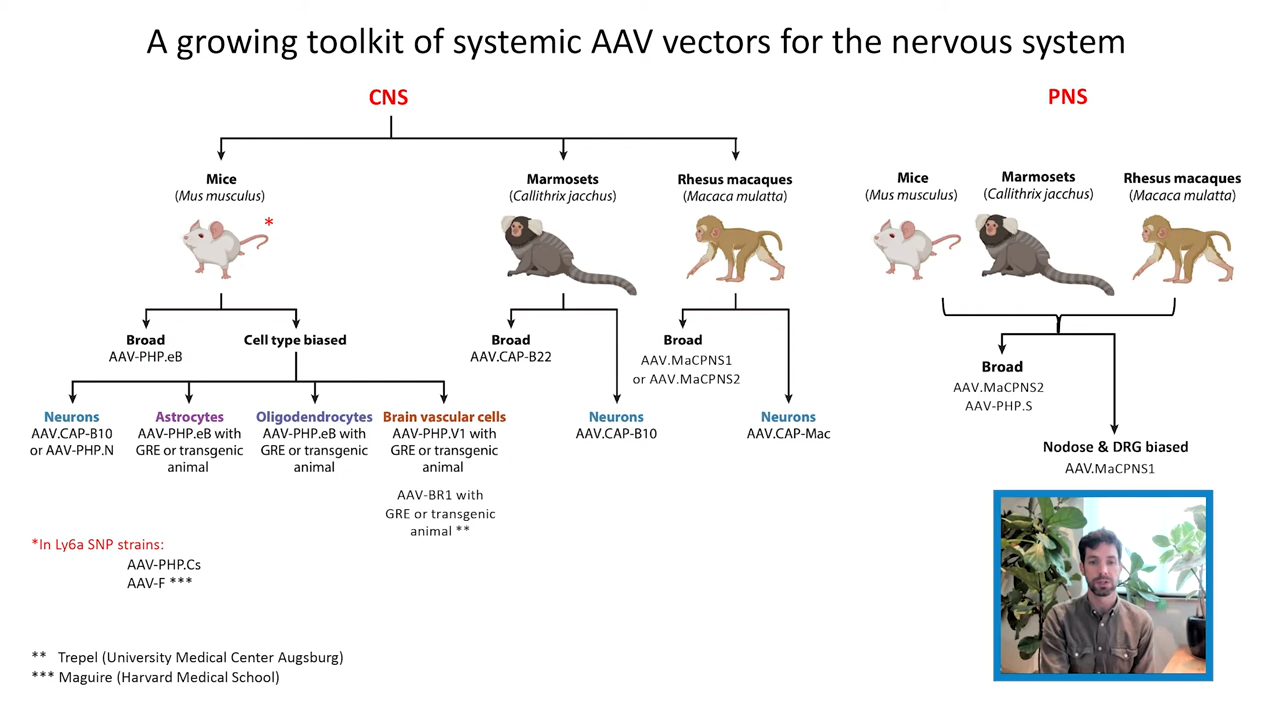 A growing toolkit of systemic AAV vectors for the nervous system
CNS
Mice
(Mus musculus)
*
Marmosets
(Callithrix jacchus)
Rhesus macaques
(Macaca mulatta)
Broad
AAV-PHP.eB
Cell type biased
Neurons
AAV.CAP-B10
or AAV-PHP.N
Astrocytes
AAV-PHP.eB with
GRE or transgenic
animal
Oligodendrocytes
AAV-PHP.eB with
GRE or transgenic
animal
Brain vascular cells
AAV-PHP.V1 with
GRE or transgenic
animal
AAV-BR1 with
GRE or transgenic
animal **
Broad
AAV.CAP-B22
Neurons
AAV.CAP-B10
Broad
AAV.MaCPNS1
or AAV.MaCPNS2
Neurons
AAV.CAP-Mac
PNS
Mice
(Mus musculus)
Marmosets
(Callithrix jacchus)
Rhesus macaques
(Macaca mulatta)
Broad
AAV.MaCPNS2
AAV-PHP.S
Nodose & DRG biased
AAV.MaCPNS1
*In Ly6a SNP strains:
AAV-PHP.Cs
AAV-F ***
** Trepel (University Medical Center Augsburg)
*** Maguire (Harvard Medical School)